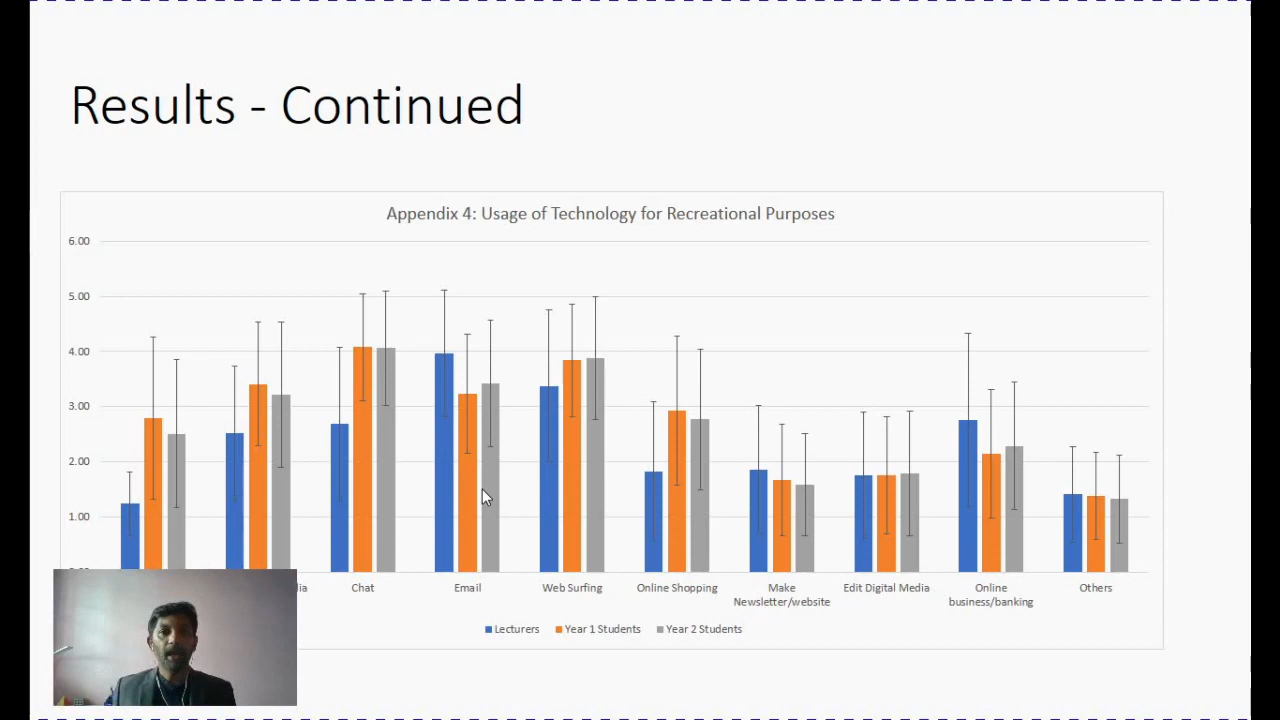 Results - Continued
Appendix 4: Usage of Technology for Recreational Purposes
6.00
5.00
4.00
3.00
2.00
1.00
Chat Email Web Surfing Online Shopping Make Newsletter/website Edit Digital Media Online business/banking Others
Lecturers Year 1 Students Year 2 Students